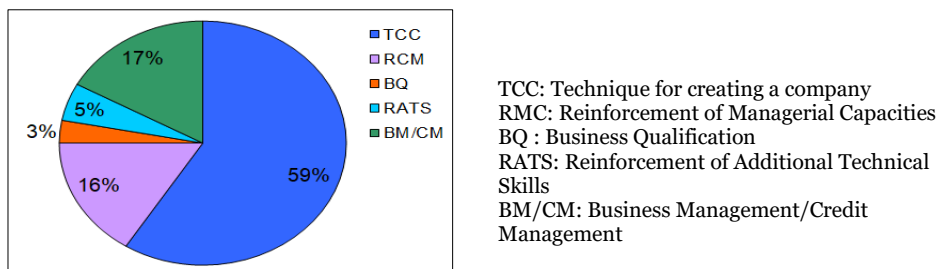 TCC
RCM
BQ
RATS
BM/CM
17%
5%
3%
16%
59%
TCC: Technique for creating a company
RMC: Reinforcement of Managerial Capacities
BQ : Business Qualification
RATS: Reinforcement of Additional Technical
Skills
BM/CM: Business Management/Credit
Management